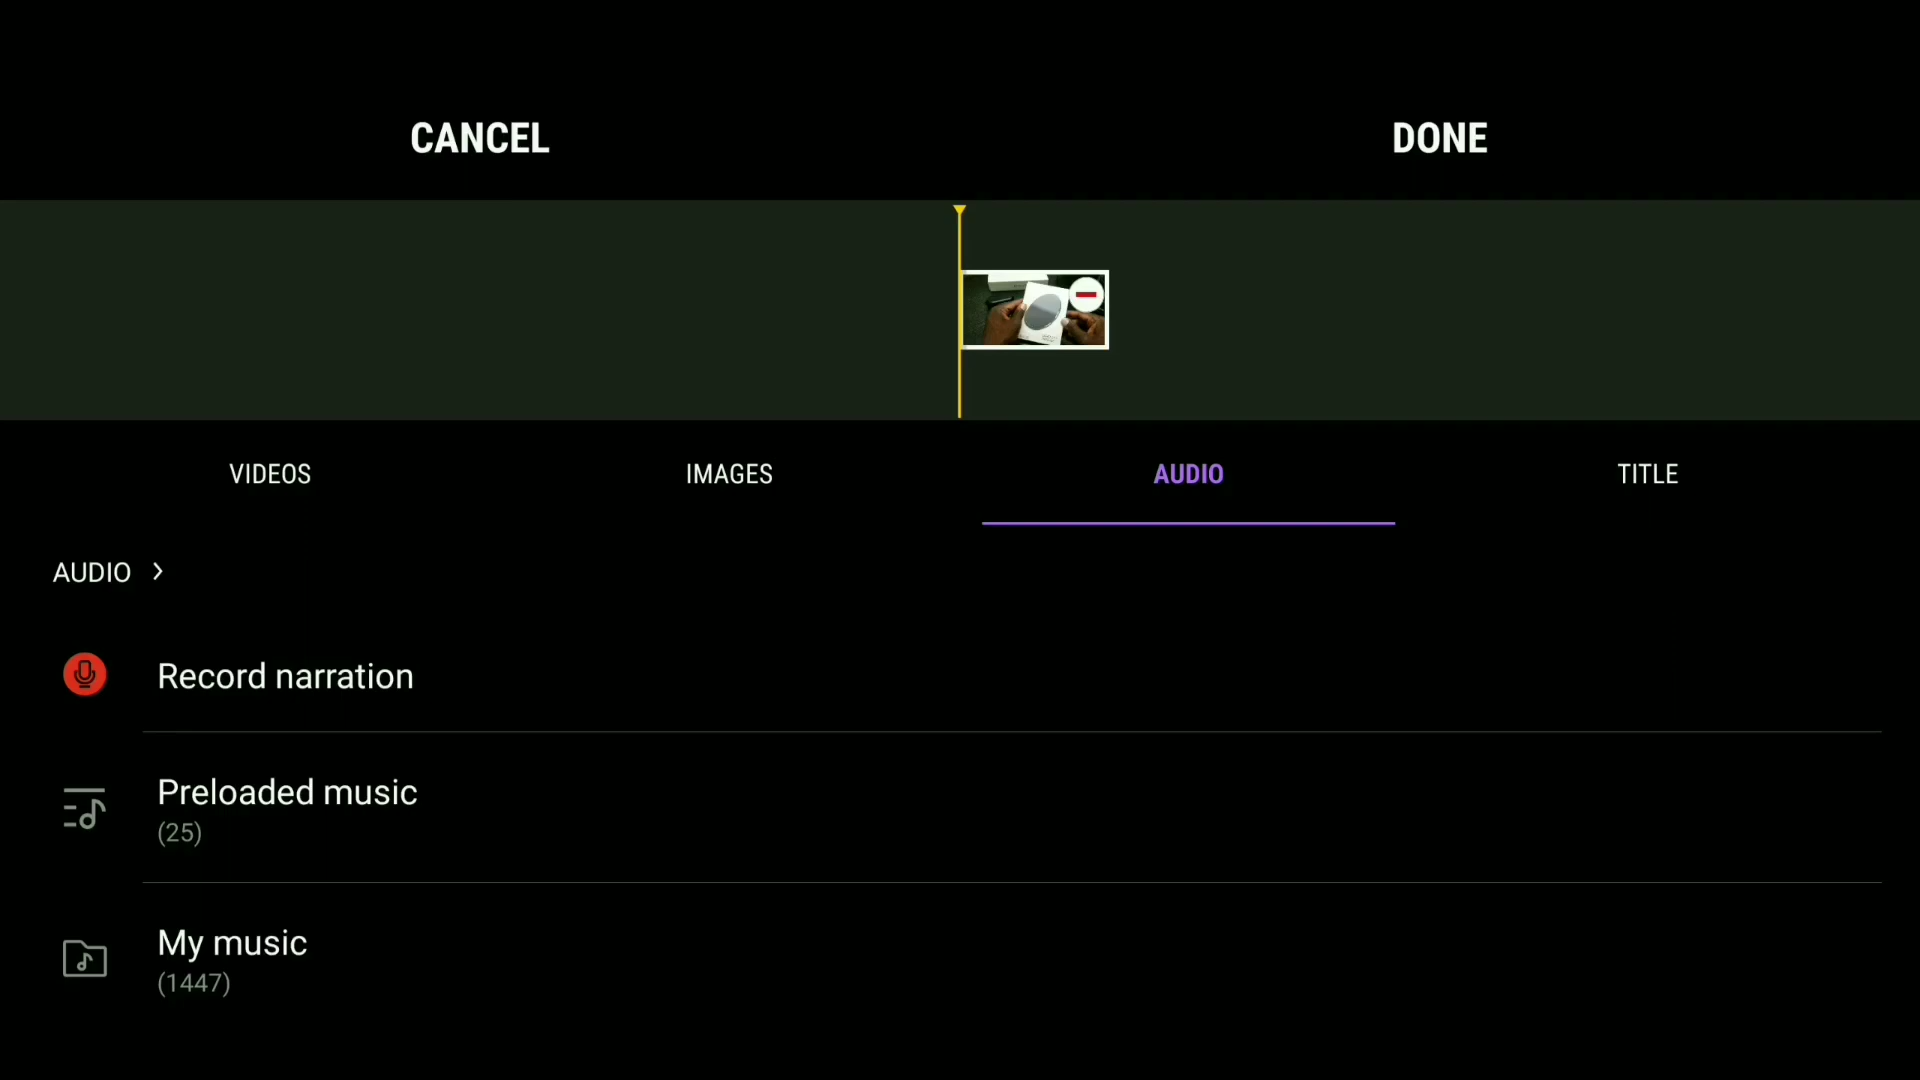 CANCEL
DONE
VIDEOS
IMAGES
AUDIO
TITLE
AUDIO
Record narration
Preloaded music
(25)
My music
(1447)